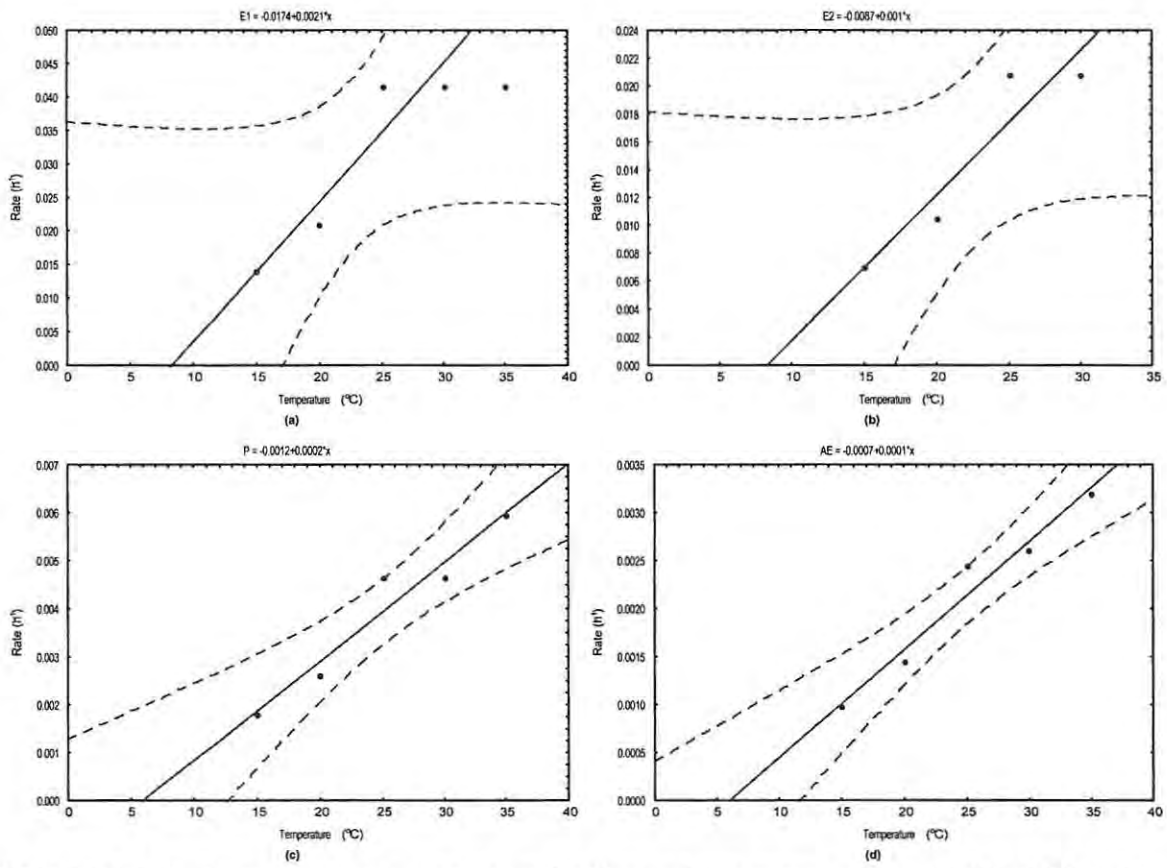 E1 = -0.0174+0.0021*x
0.050
0.045
0.040
0.035
0.030
0.025
0.020
0.015
0.010
0.005
0.000
Rate (h¹)
0 5 10 15 20 25 30 35 40
Temperature (°C)
(a)
E2 = -0.0087+0.001*x
0.024
0.022
0.020
0.018
0.016
0.014
0.012
0.010
0.008
0.006
0.004
0.002
0.000
Rate (h¹)
0 5 10 15 20 25 30 35
Temperature (°C)
(b)
P = -0.0012+0.0002*x
0.007
0.006
0.005
0.004
0.003
0.002
0.001
0.000
Rate (h¹)
0 5 10 15 20 25 30 35 40
Temperature (°C)
(c)
AE = -0.0007+0.0001*x
0.0035
0.0030
0.0025
0.0020
0.0015
0.0010
0.0005
0.0000
Rate (h¹)
0 5 10 15 20 25 30 35 40
Temperature (°C)
(d)